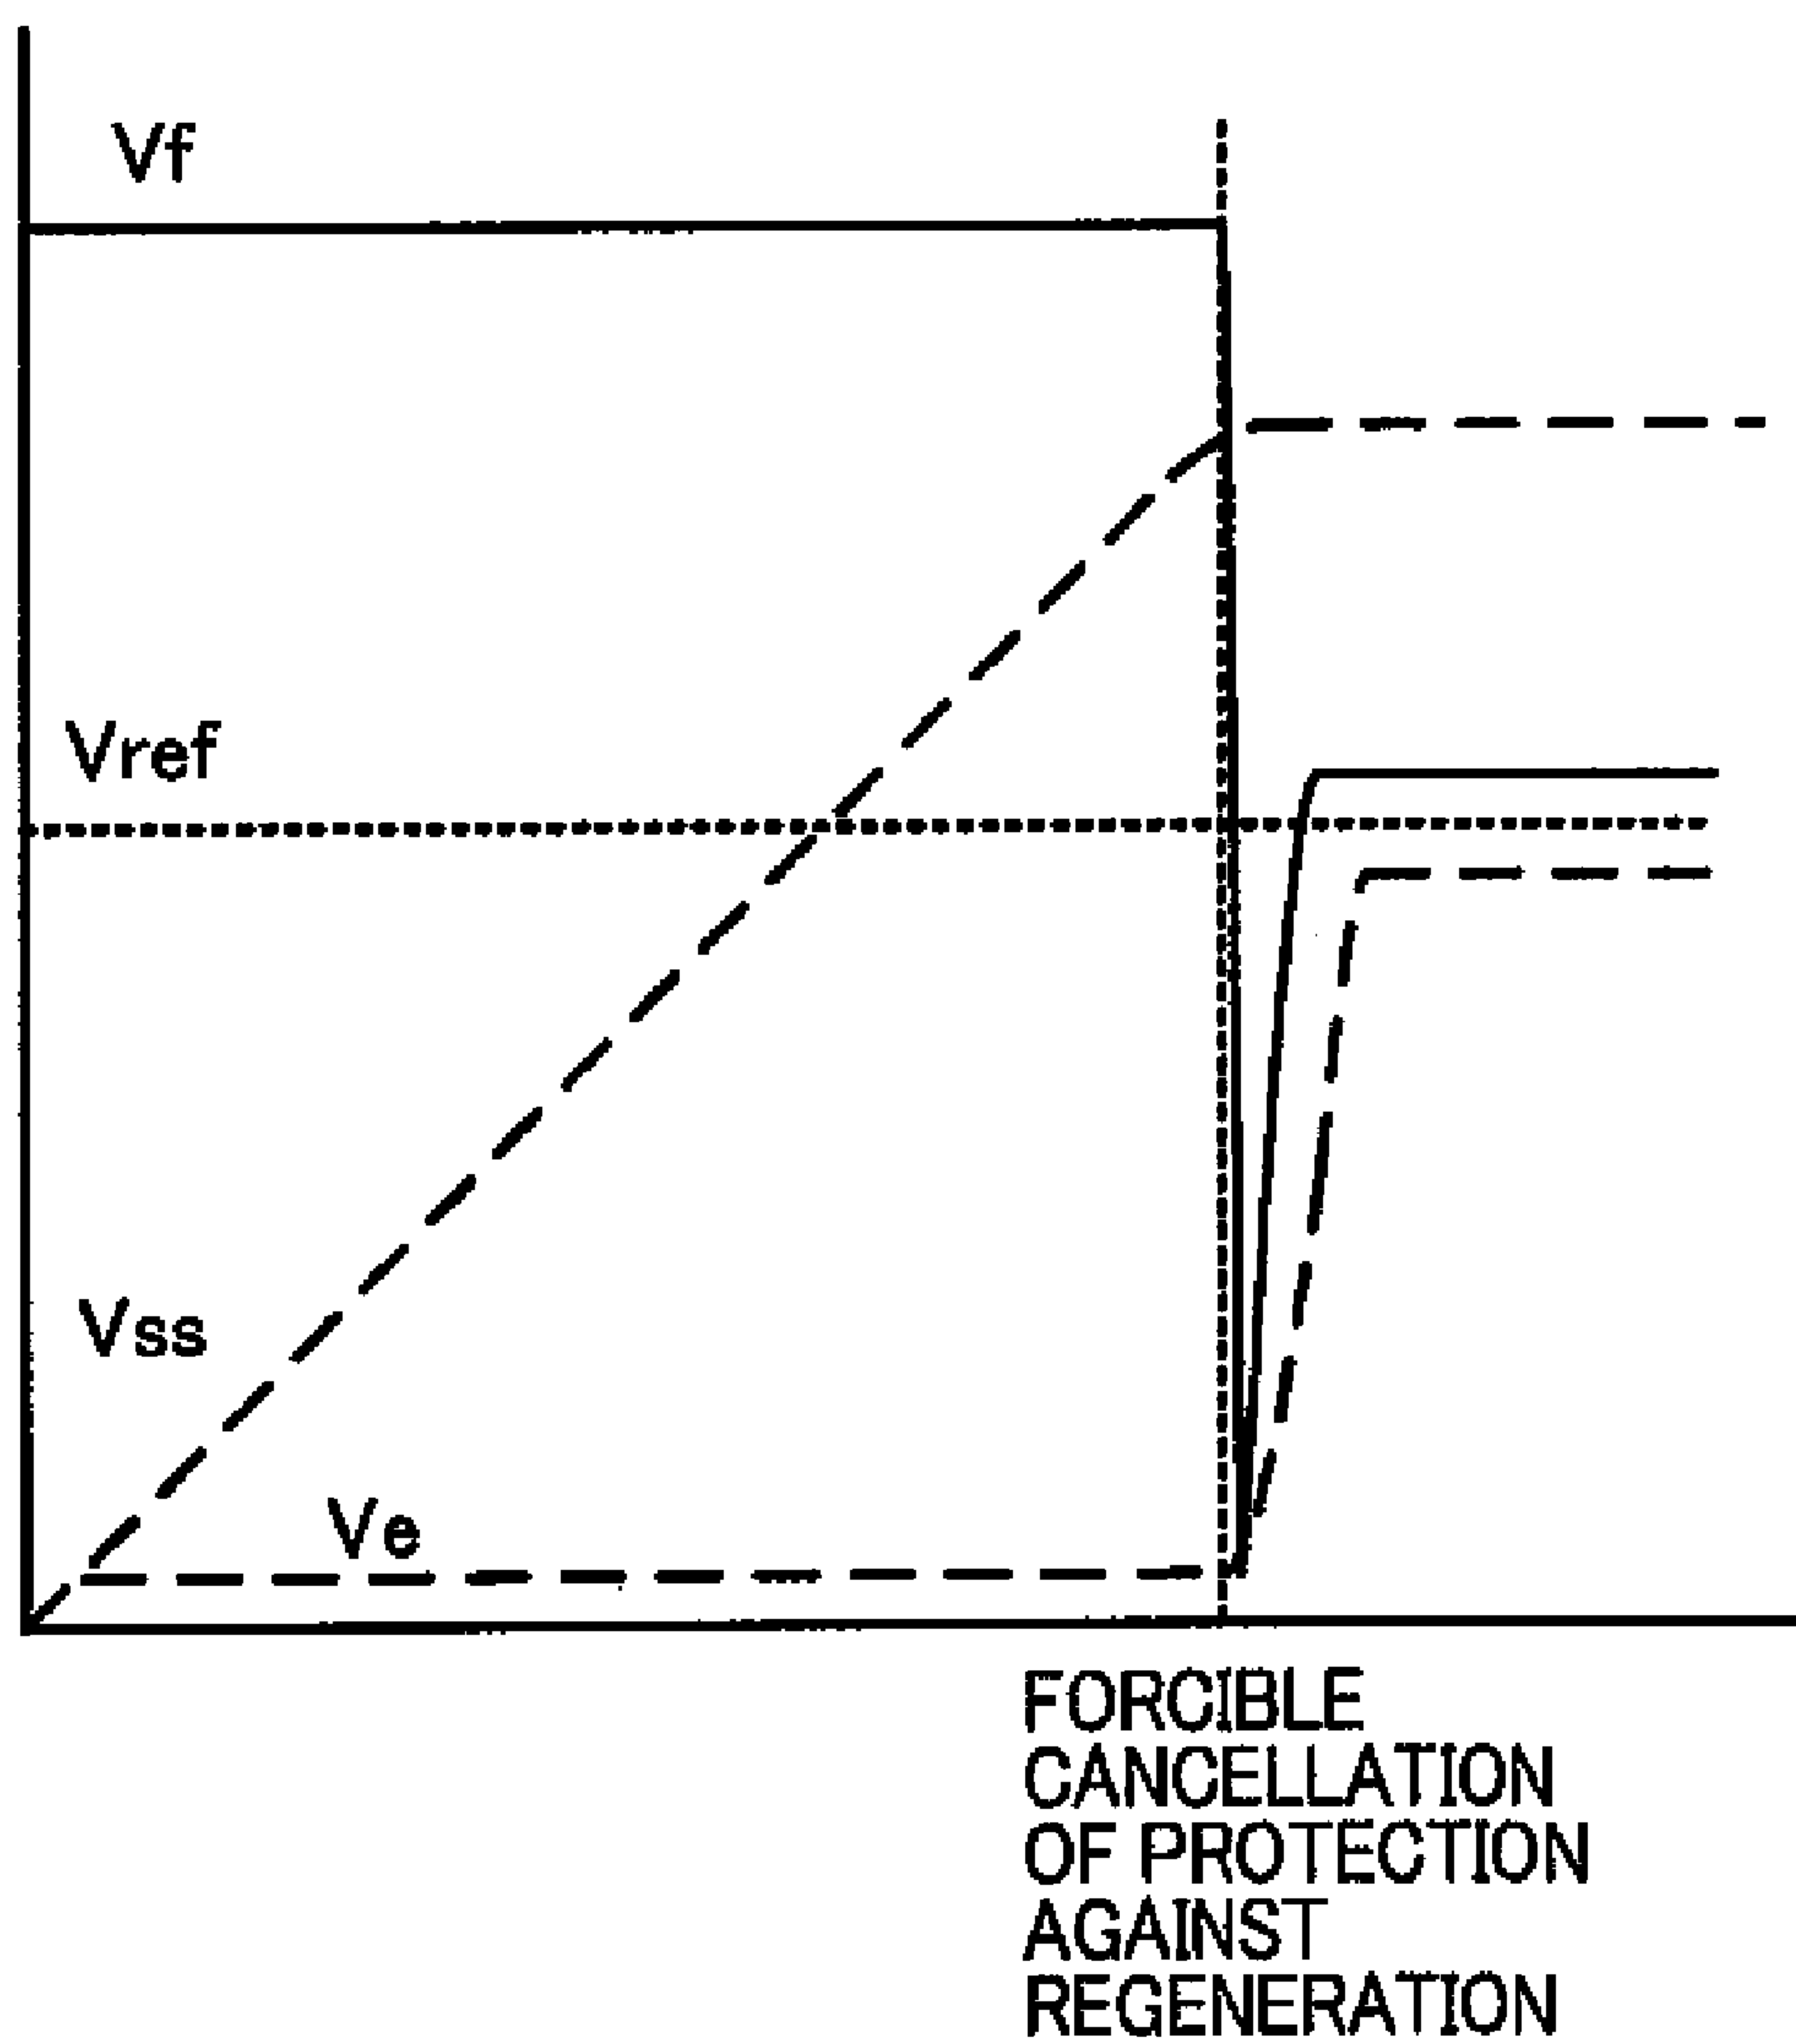 Vf
Vref
Vss
Ve
FORCIBLE
CANCELLATION
OF PROTECTION
AGAINST
REGENERATION